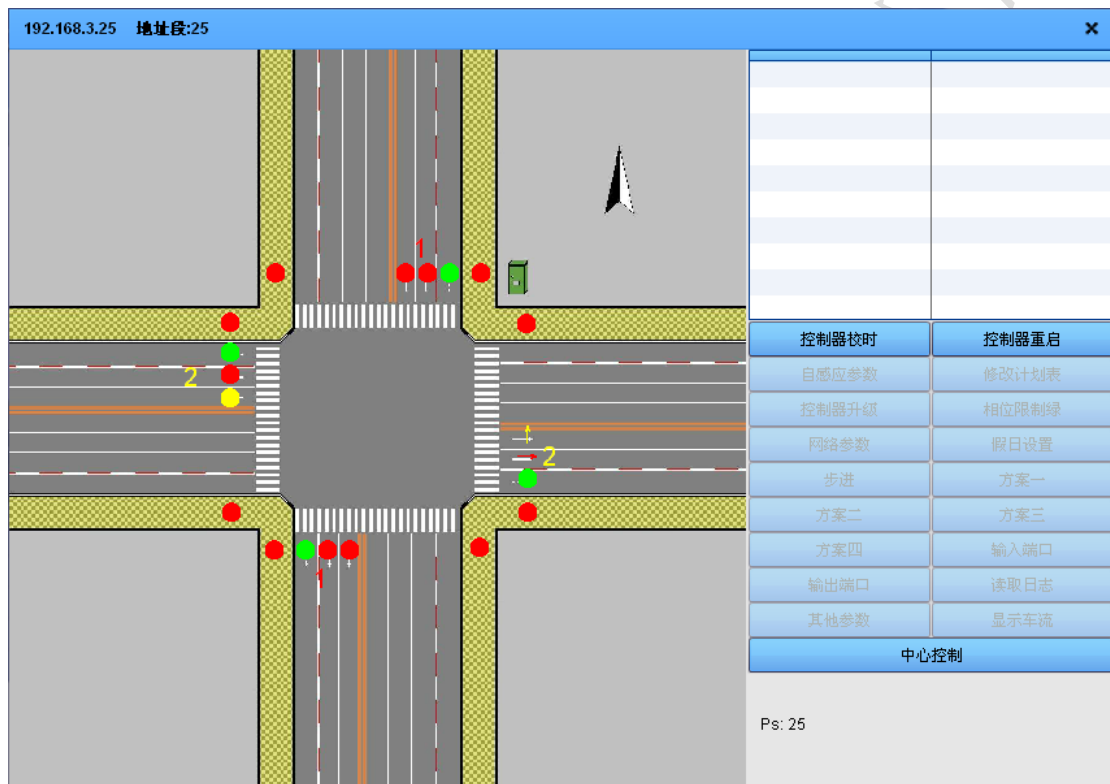 192.168.3.25 地址段:25
1
2
2
1
控制器校时 控制器重启
自感应参数 修改计划表
控制器升级 相位限制绿
网络参数 假日设置
步进 方案一
方案二 方案三
方案四 输入端口
输出端口 读取日志
其他参数 显示车流
中心控制
Ps: 25